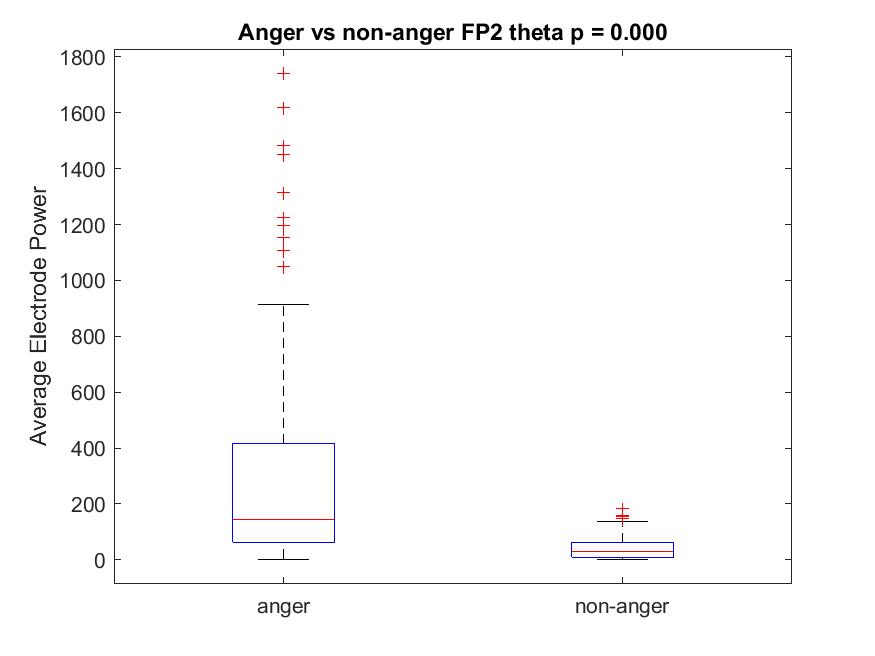 Anger vs non-anger FP2 theta p = 0.000
Average Electrode Power
1800
1600
1400
1200
1000
800
600
400
200
0
anger
non-anger